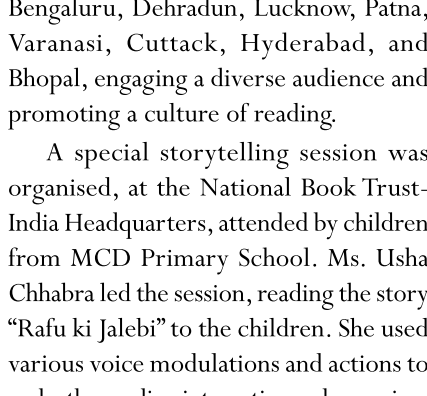 Bengaluru, Dehradun, Lucknow, Patna,
Varanasi, Cuttack, Hyderabad, and
Bhopal, engaging a diverse audience and
promoting a culture of reading.
A special storytelling session was
organised, at the National Book Trust-
India Headquarters, attended by children
from MCD Primary School. Ms. Usha
Chhabra led the session, reading the story
“Rafu ki Jalebi” to the children. She used
various voice modulations and actions to